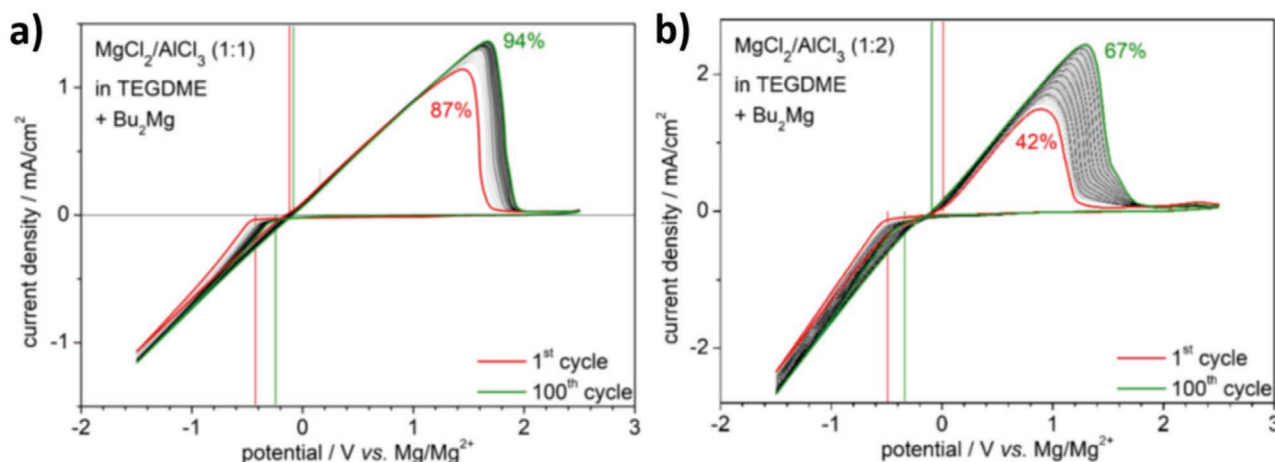 a)
MgCl₂/AlCl₃ (1:1)
in TEGDME
+ Bu₂Mg
94%
87%
current density / mA/cm²
1
0
-1
1ˢᵗ cycle
100ᵗʰ cycle
-2 -1 0 1 2 3
potential / V vs. Mg/Mg²⁺
b)
MgCl₂/AlCl₃ (1:2)
in TEGDME
+ Bu₂Mg
67%
42%
current density / mA/cm²
2
0
-2
1ˢᵗ cycle
100ᵗʰ cycle
-2 -1 0 1 2 3
potential / V vs. Mg/Mg²⁺